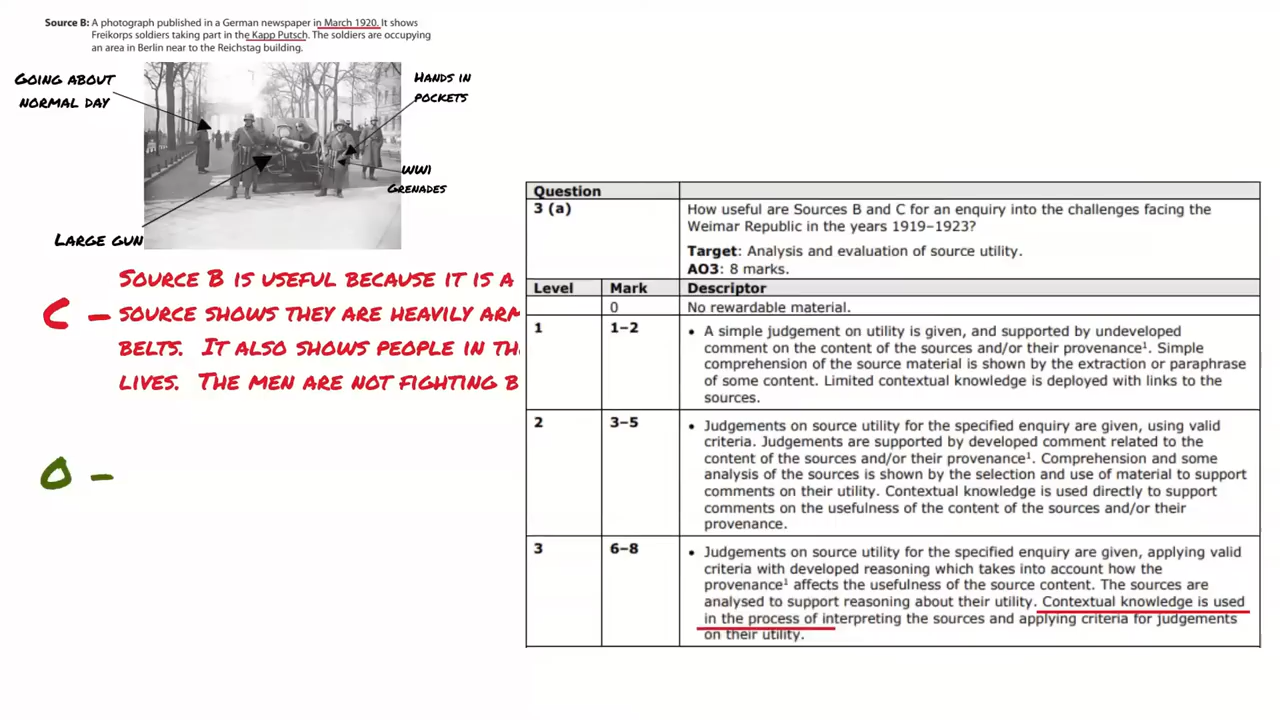 Source B: A photograph published in a German newspaper in March 1920. It shows
Freikorps soldiers taking part in the Kapp Putsch. The soldiers are occupying
an area in Berlin near to the Reichstag building.
Going about
normal day
Hands in
pockets
WW1
Grenades
Large gun
C - Source B is useful because it is a
source shows they are heavily arm
belts. It also shows people in th
lives. The men are not fighting b
O -
Question
3 (a)
How useful are Sources B and C for an enquiry into the challenges facing the
Weimar Republic in the years 1919–1923?
Target: Analysis and evaluation of source utility.
AO3: 8 marks.
Level Mark Descriptor
0 No rewardable material.
1 1–2 • A simple judgement on utility is given, and supported by undeveloped
comment on the content of the sources and/or their provenance¹. Simple
comprehension of the source material is shown by the extraction or paraphrase
of some content. Limited contextual knowledge is deployed with links to the
sources.
2 3–5 • Judgements on source utility for the specified enquiry are given, using valid
criteria. Judgements are supported by developed comment related to the
content of the sources and/or their provenance¹. Comprehension and some
analysis of the sources is shown by the selection and use of material to support
comments on their utility. Contextual knowledge is used directly to support
comments on the usefulness of the content of the sources and/or their
provenance.
3 6–8 • Judgements on source utility for the specified enquiry are given, applying valid
criteria with developed reasoning which takes into account how the
provenance¹ affects the usefulness of the source content. The sources are
analysed to support reasoning about their utility. Contextual knowledge is used
in the process of interpreting the sources and applying criteria for judgements
on their utility.